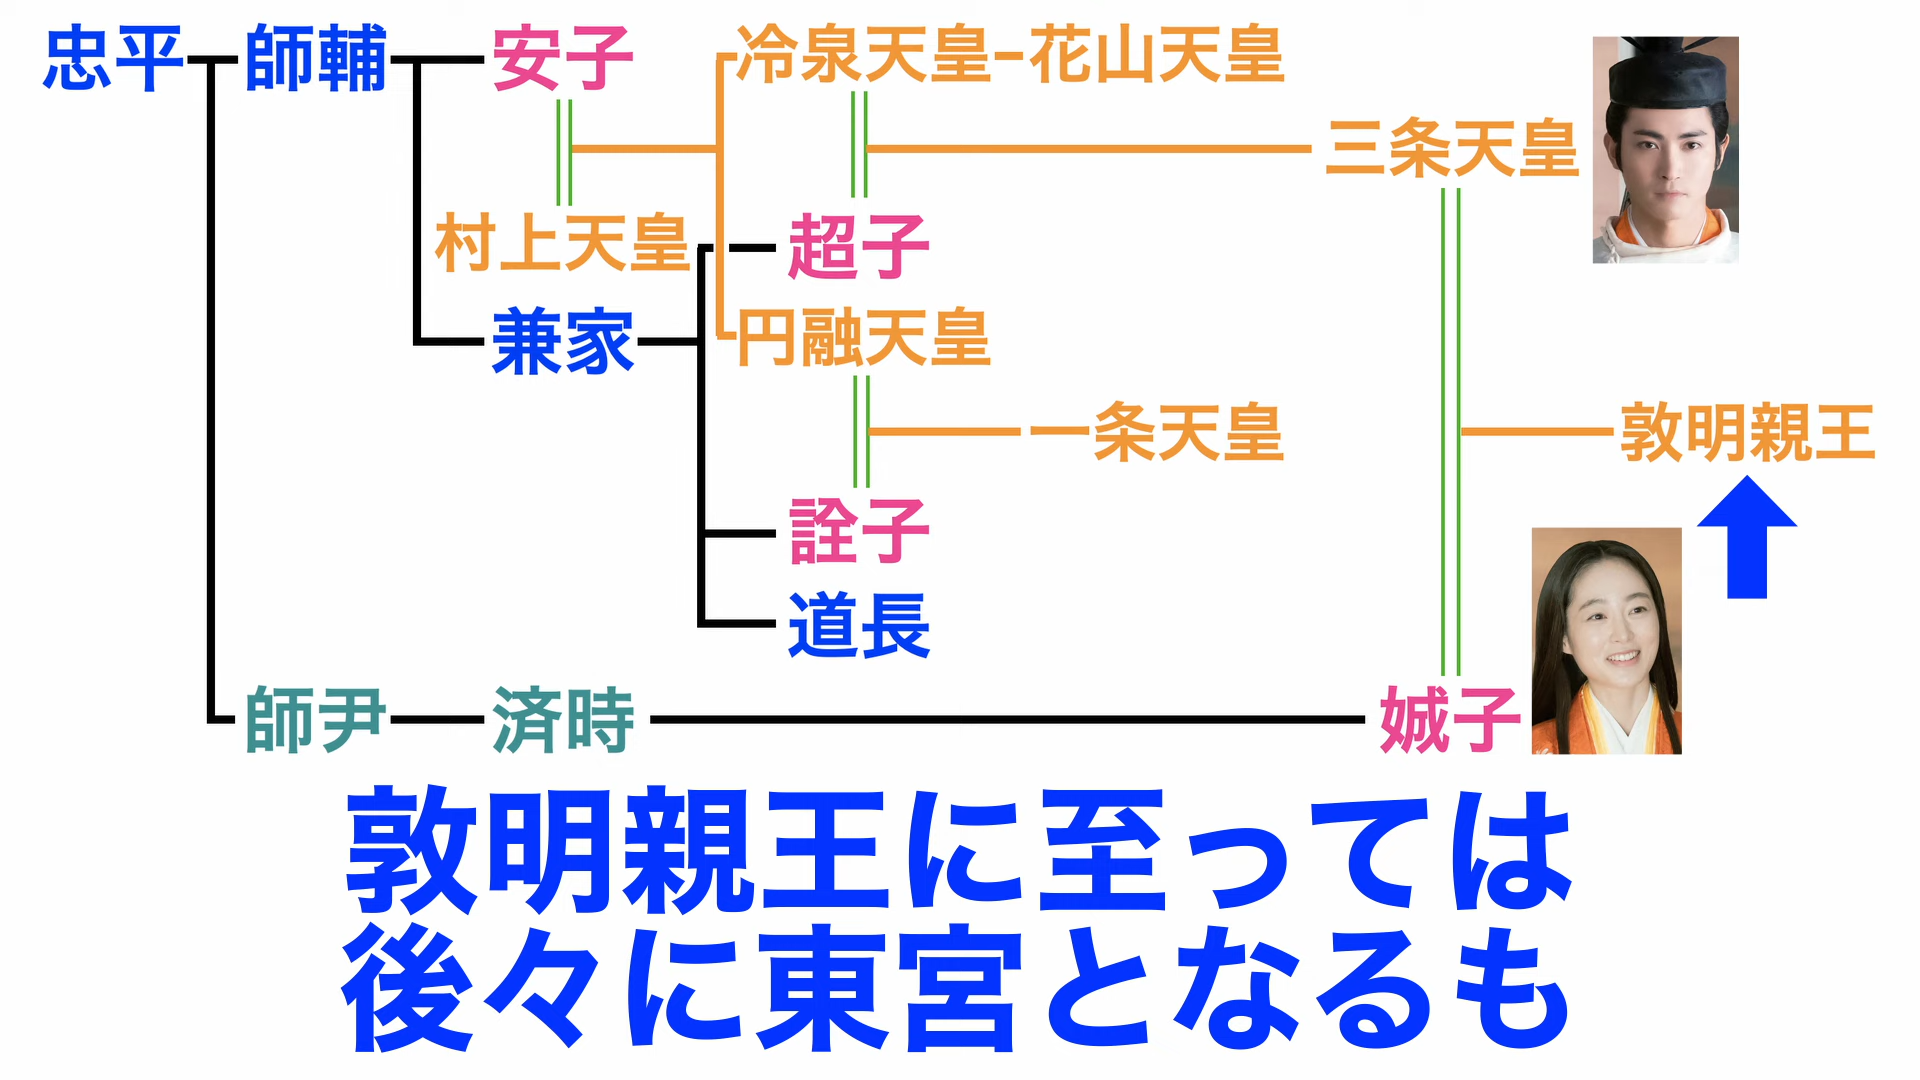 忠平 師輔 安子 冷泉天皇 花山天皇
三条天皇
村上天皇 超子
兼家 円融天皇
一条天皇 敦明親王
詮子
道長
師尹 済時 娍子
敦明親王に至っては
後々に東宮となるも